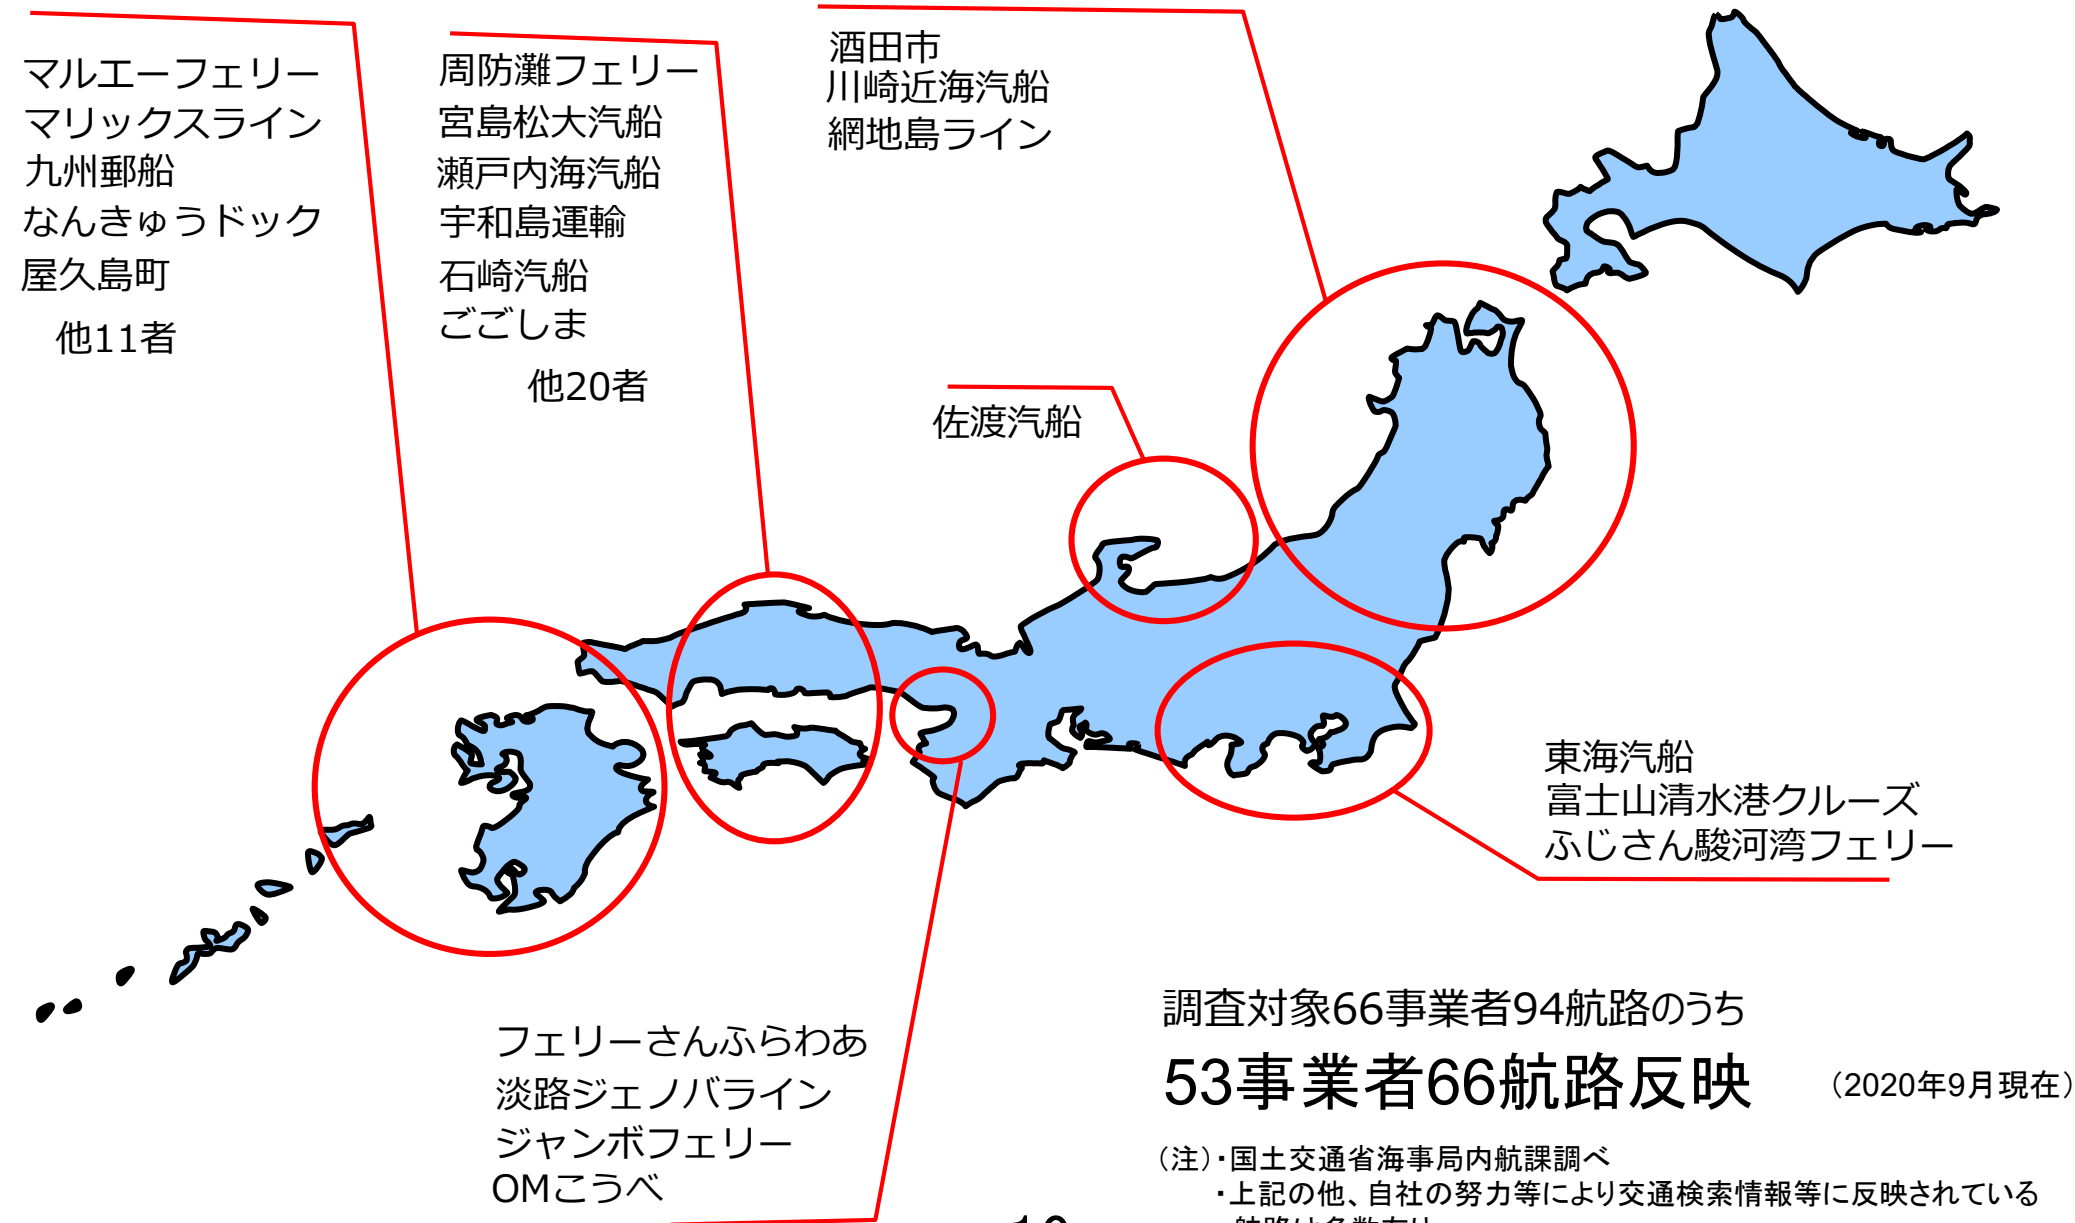 マルエーフェリー
マリックスライン
九州郵船
なんきゅうドック
屋久島町
他11者
周防灘フェリー
宮島松大汽船
瀬戸内海汽船
宇和島運輸
石崎汽船
ごごしま
他20者
酒田市
川崎近海汽船
網地島ライン
佐渡汽船
東海汽船
富士山清水港クルーズ
ふじさん駿河湾フェリー
フェリーさんふらわあ
淡路ジェノバライン
ジャンボフェリー
OMこうべ
調査対象66事業者94航路のうち
53事業者66航路反映 （2020年9月現在）
（注）・国土交通省海事局内航課調べ
・上記の他、自社の努力等により交通検索情報等に反映されている